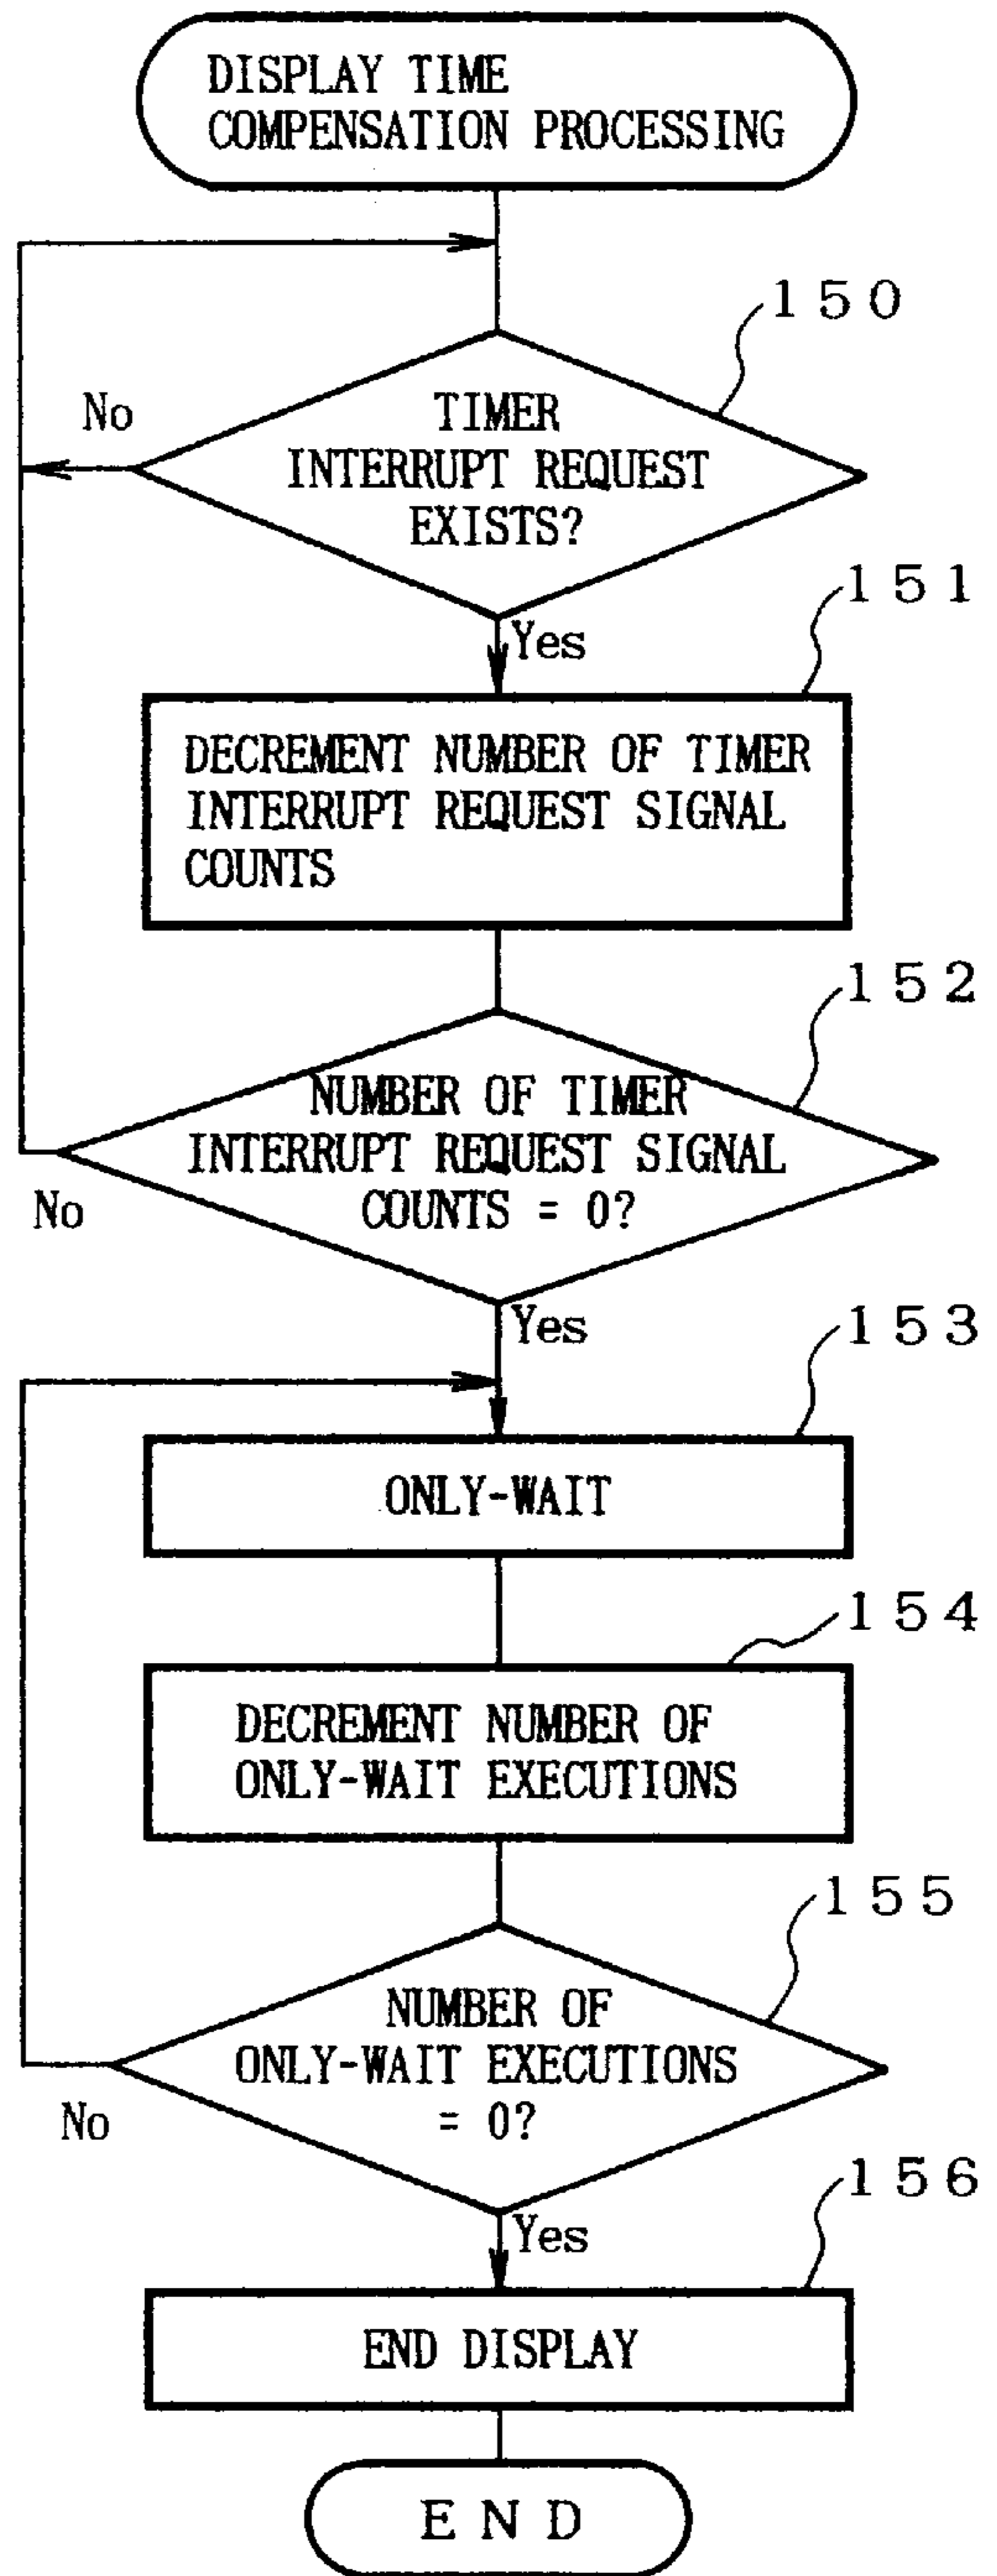 DISPLAY TIME
COMPENSATION PROCESSING
150
No
TIMER
INTERRUPT REQUEST
EXISTS?
151
Yes
DECREMENT NUMBER OF TIMER
INTERRUPT REQUEST SIGNAL
COUNTS
152
NUMBER OF TIMER
INTERRUPT REQUEST SIGNAL
COUNTS = 0?
No
Yes
153
ONLY-WAIT
154
DECREMENT NUMBER OF
ONLY-WAIT EXECUTIONS
155
NUMBER OF
ONLY-WAIT EXECUTIONS
= 0?
No
156
Yes
END DISPLAY
END